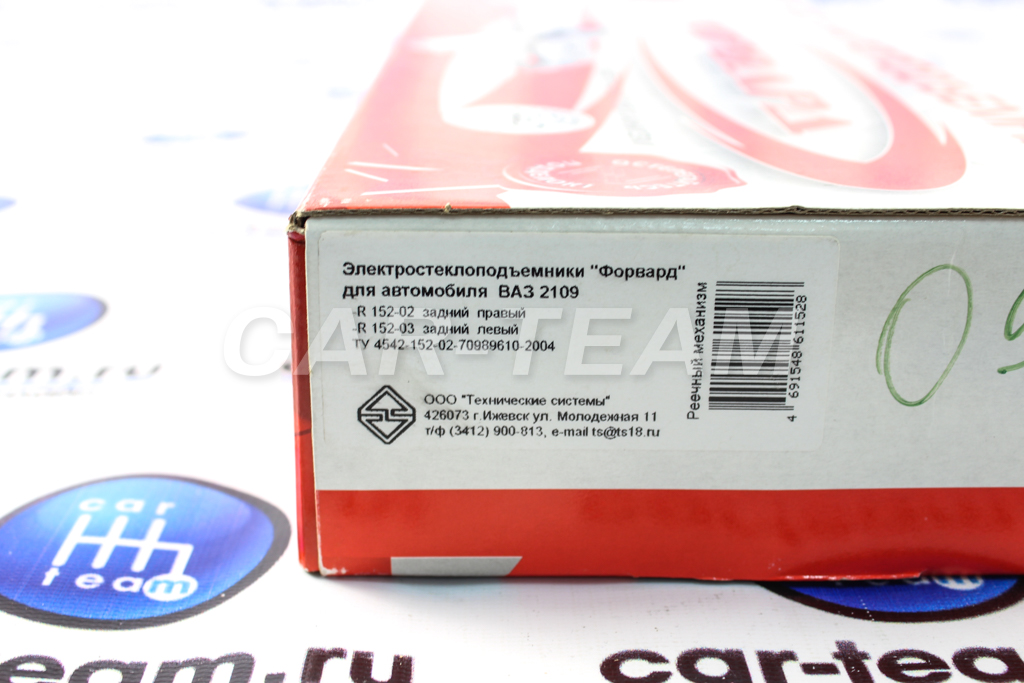 Электростеклоподъемники "Форвард"
для автомобиля ВАЗ 2109
-R 152-02 задний правый
-R 152-03 задний левый
ТУ 4542-152-02-70989610-2004
ООО "Технические системы"
426073 г.Ижевск ул. Молодежная 11
т/ф (3412) 900-813, e-mail ts@ts18.ru
Реечный механизм
4 691548 611528
CAR-TEAM
car
team
team.ru
car-team